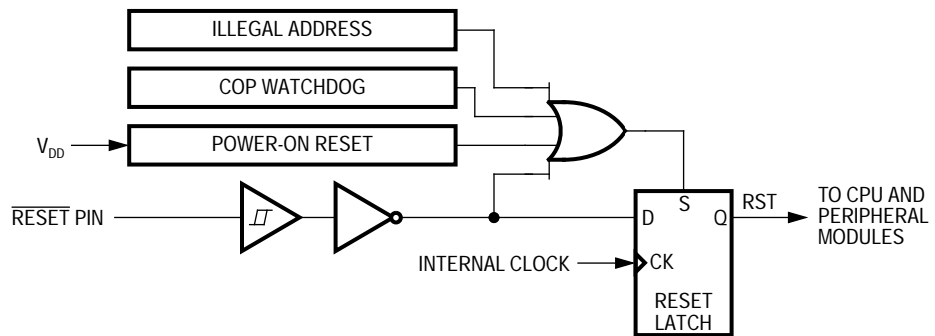 ILLEGAL ADDRESS
COP WATCHDOG
VDD
POWER-ON RESET
RESET PIN
S
D
Q
RST
TO CPU AND
PERIPHERAL
MODULES
INTERNAL CLOCK
CK
RESET
LATCH